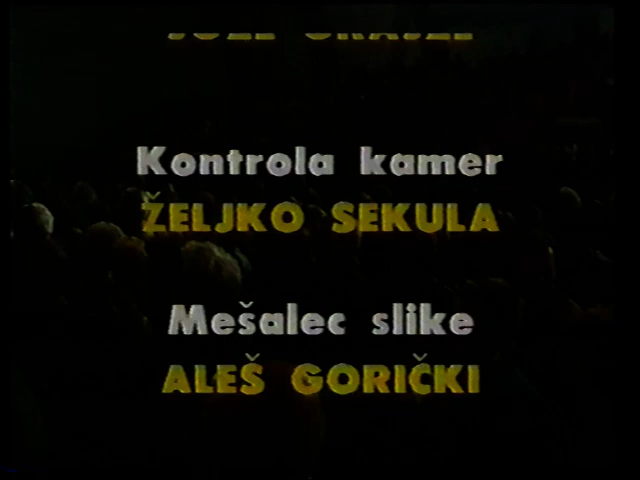 Kontrola kamer
ŽELJKO SEKULA
Mešalec slike
ALEŠ GORIČKI